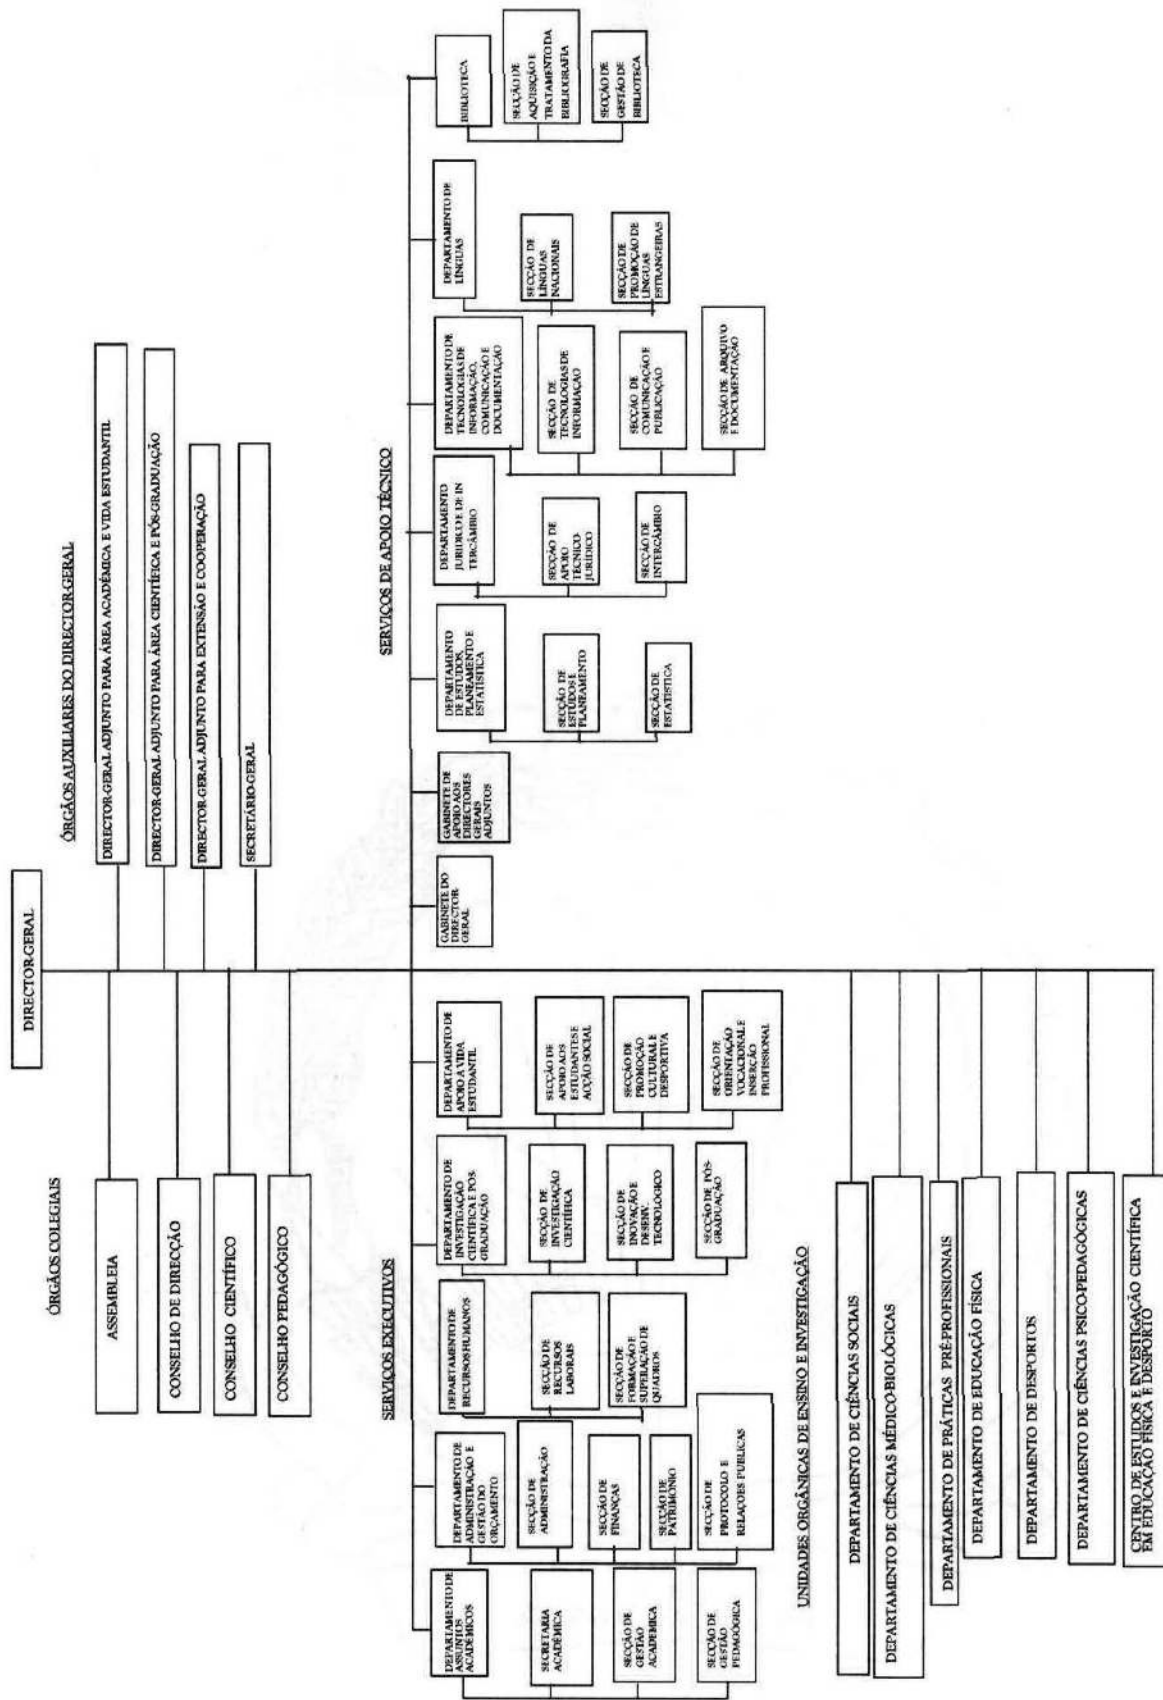 DIRECTOR-GERAL
ÓRGÃOS COLEGIAIS
ASSEMBLEIA
CONSELHO DE DIRECÇÃO
CONSELHO CIENTÍFICO
CONSELHO PEDAGÓGICO
ÓRGÃOS AUXILIARES DO DIRECTOR-GERAL
DIRECTOR-GERAL ADJUNTO PARA ÁREA ACADÉMICA E VIDA ESTUDANTIL
DIRECTOR-GERAL ADJUNTO PARA ÁREA CIENTÍFICA E PÓS-GRADUAÇÃO
DIRECTOR-GERAL ADJUNTO PARA EXTENSÃO E COOPERAÇÃO
SECRETÁRIO-GERAL
SERVIÇOS EXECUTIVOS
DEPARTAMENTO DE
ASSUNTOS
ACADÉMICOS
SECRETARIA
ACADÉMICA
SECÇÃO DE
GESTÃO
ACADEMICA
SECÇÃO DE
GESTÃO
PEDAGÓGICA
DEPARTAMENTO DE
ADMINISTRAÇÃO E
GESTÃO DO
ORÇAMENTO
SECÇÃO DE
ADMINISTRAÇÃO
SECÇÃO DE
FINANÇAS
SECÇÃO DE
PATRIMÓNIO
SECÇÃO DE
PROTOCOLO E
RELAÇÕES PUBLICAS
DEPARTAMENTO DE
RECURSOS HUMANOS
SECÇÃO DE
RECURSOS
LABORAIS
SECÇÃO DE
FORMAÇÃO E
SUPERAÇÃO DE
QUADROS
DEPARTAMENTO DE
INVESTIGAÇÃO
CIENTÍFICA E PÓS-
GRADUAÇÃO
SECÇÃO DE
INVESTIGAÇÃO
CIENTÍFICA
SECÇÃO DE
INOVAÇÃO E
DESENV.
TECNOLOGICO
SECÇÃO DE PÓS-
GRADUAÇÃO
DEPARTAMENTO DE
APOIO A VIDA
ESTUDANTIL
SECÇÃO DE
APOIO AOS
ESTUDANTES E
ACÇÃO SOCIAL
SECÇÃO DE
PROMOÇÃO
CULTURAL E
DESPORTIVA
SECÇÃO DE
ORIENTAÇÃO
VOCACIONAL E
INSERÇÃO
PROFISSIONAL
SERVIÇOS DE APOIO TÉCNICO
GABINETE DO
DIRECTOR-
GERAL
GABINETE DE
APOIO AOS
DIRECTORES
GERAIS
ADJUNTOS
DEPARTAMENTO
DE ESTUDOS,
PLANEAMENTO E
ESTATÍSTICA
SECÇÃO DE
ESTUDOS E
PLANEAMENTO
SECÇÃO DE
ESTATÍSTICA
DEPARTAMENTO
JURIDICO E DE IN
TERCÂMBIO
SECÇÃO DE
APOIO
TÉCNICO-
JURÍDICO
SECÇÃO DE
INTERCÂMBIO
DEPARTAMENTO DE
TECNOLOGIAS DE
INFORMAÇÃO,
COMUNICAÇÃO E
DOCUMENTAÇÃO
SECÇÃO DE
TECNOLOGIAS DE
INFORMAÇÃO
SECÇÃO DE
COMUNICAÇÃO E
PUBLICAÇÃO
SECÇÃO DE ARQUIVO
E DOCUMENTAÇÃO
DEPARTAMENTO DE
LÍNGUAS
SECÇÃO DE
LÍNGUAS
NACIONAIS
SECÇÃO DE
PROMOÇÃO DE
LÍNGUAS
ESTRANGEIRAS
BIBLIOTECA
SECÇÃO DE
AQUISIÇÃO E
TRATAMENTO DA
BIBLIOGRAFIA
SECÇÃO DE
GESTÃO DE
BIBLIOTECA
UNIDADES ORGÂNICAS DE ENSINO E INVESTIGAÇÃO
DEPARTAMENTO DE CIÊNCIAS SOCIAIS
DEPARTAMENTO DE CIÊNCIAS MÉDICO-BIOLÓGICAS
DEPARTAMENTO DE PRÁTICAS PRÉ-PROFISSIONAIS
DEPARTAMENTO DE EDUCAÇÃO FÍSICA
DEPARTAMENTO DE DESPORTOS
DEPARTAMENTO DE CIÊNCIAS PSICO-PEDAGÓGICAS
CENTRO DE ESTUDOS E INVESTIGAÇÃO CIENTÍFICA
EM EDUCAÇÃO FÍSICA E DESPORTO